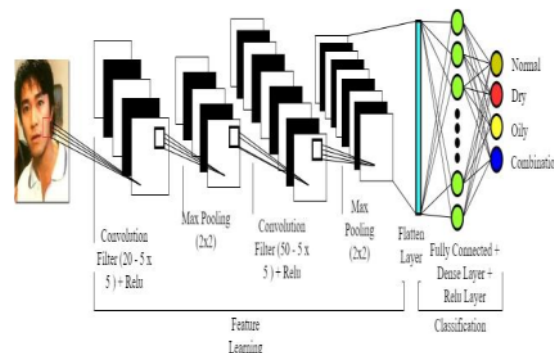 Normal
Dry
Oily
Combinatio
Convolution
Filter (20 - 5 x
5 ) + Relu
Max Pooling
(2x2)
Convolution
Filter (50 - 5 x
5 ) + Relu
Max
Pooling
(2x2)
Flatten
Layer
Fully Connected +
Dense Layer +
Relu Layer
Feature
Learning
Classification